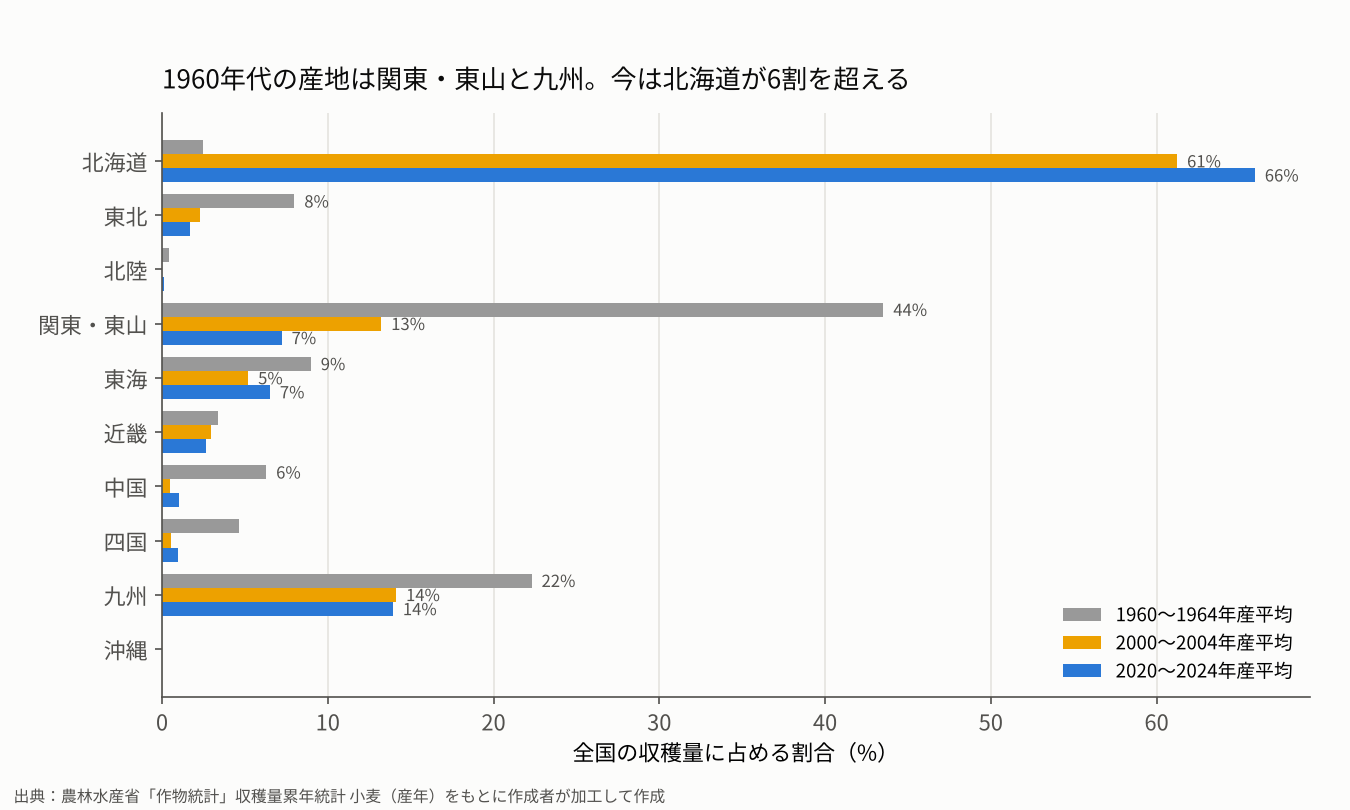 1960年代の産地は関東・東山と九州。今は北海道が6割を超える
北海道
61%
66%
東北
8%
北陸
関東・東山
44%
13%
7%
東海
9%
5%
7%
近畿
中国
6%
四国
九州
22%
14%
14%
沖縄
1960～1964年産平均
2000～2004年産平均
2020～2024年産平均
0 10 20 30 40 50 60
全国の収穫量に占める割合（%）
出典：農林水産省「作物統計」収穫量累年統計 小麦（産年）をもとに作成者が加工して作成